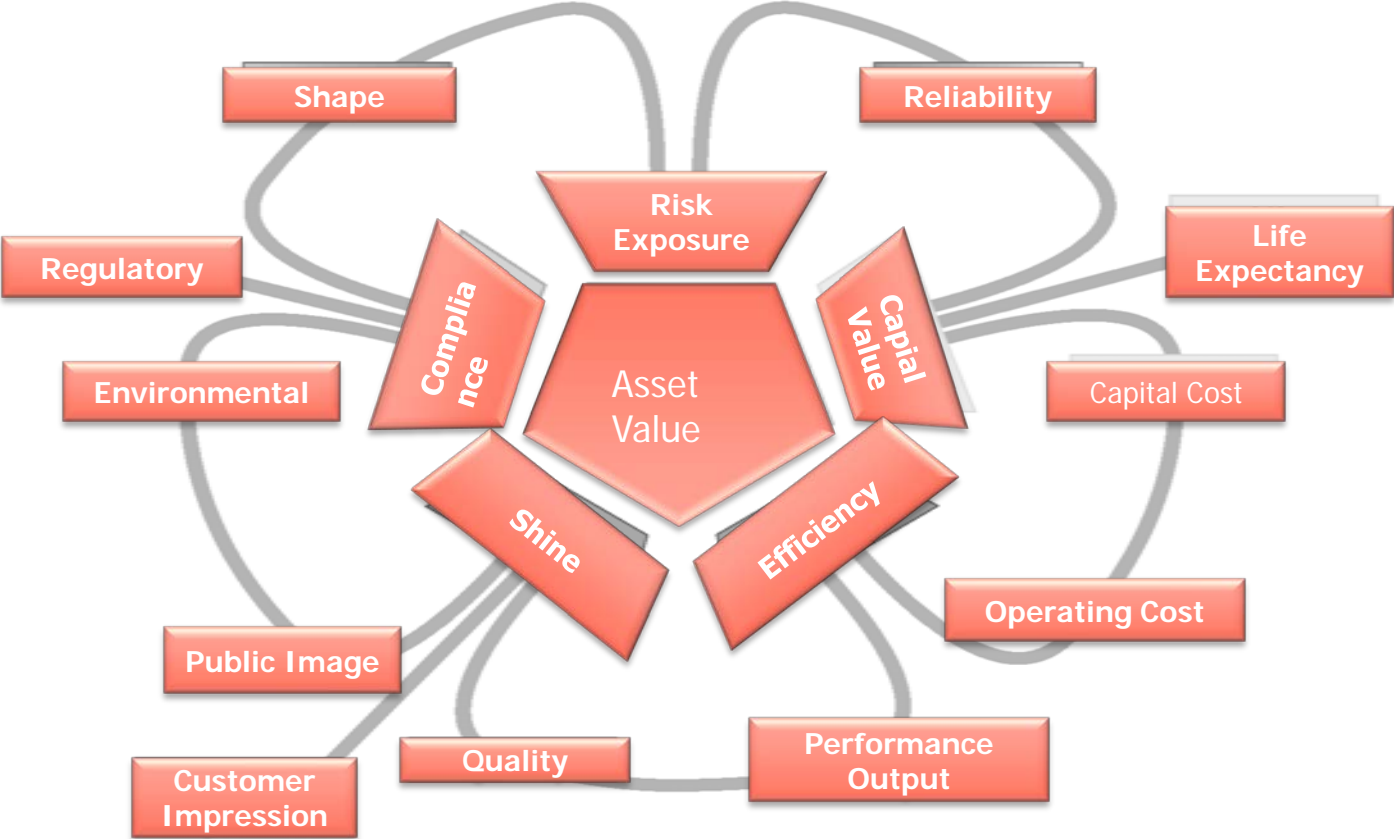 Shape
Reliability
Risk
Exposure
Life
Expectancy
Regulatory
Complia
nce
Capial
Value
Asset
Value
Environmental
Capital Cost
Shine
Efficiency
Operating Cost
Public Image
Performance
Output
Quality
Customer
Impression